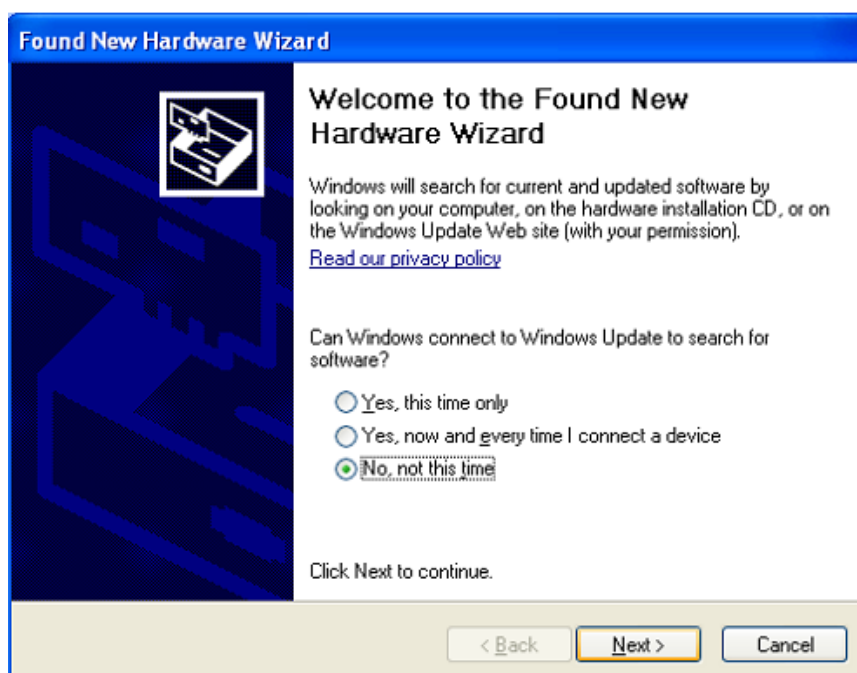 Found New Hardware Wizard
Welcome to the Found New
Hardware Wizard
Windows will search for current and updated software by
looking on your computer, on the hardware installation CD, or on
the Windows Update Web site (with your permission).
Read our privacy policy
Can Windows connect to Windows Update to search for
software?
Yes, this time only
Yes, now and every time I connect a device
No, not this time
Click Next to continue.
< Back Next > Cancel